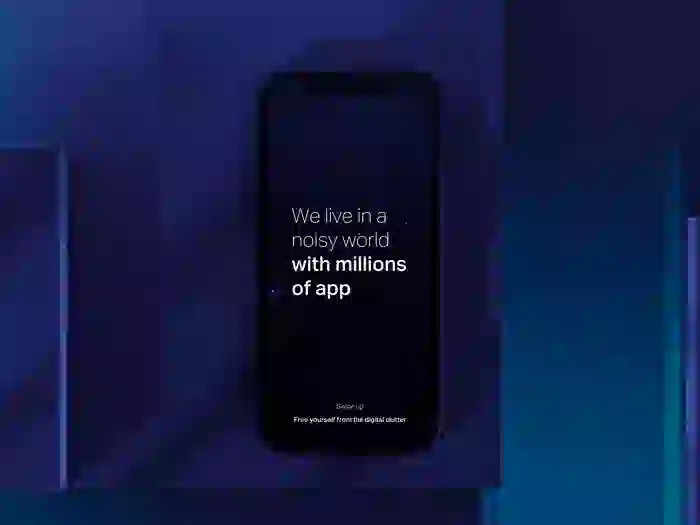 We live in a
noisy world
with millions
of app
Swipe up
Free yourself from the digital clutter